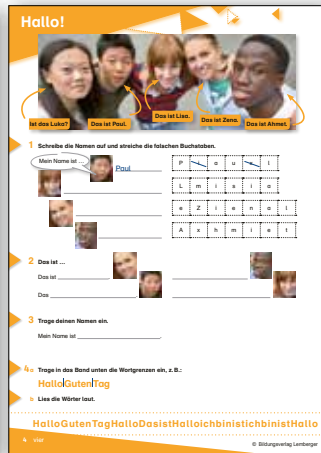 Hallo!
Ist das Luka?
Das ist Paul.
Das ist Lisa.
Das ist Zeno.
Das ist Ahmet.
1 Schreibe die Namen auf und streiche die falschen Buchstaben.
Mein Name ist ...
Paul
P i a u e l
L m i s i a
e Z i e n a l
A x h m i e t
2 Das ist ...
Das ist
Das
3 Trage deinen Namen ein.
Mein Name ist
4a Trage in das Band unten die Wortgrenzen ein, z. B.:
Hallo|Guten|Tag
b Lies die Wörter laut.
HalloGutenTagHalloDasistHalloichbinistichbinistHallo
4 vier
© Bildungsverlag Lemberger